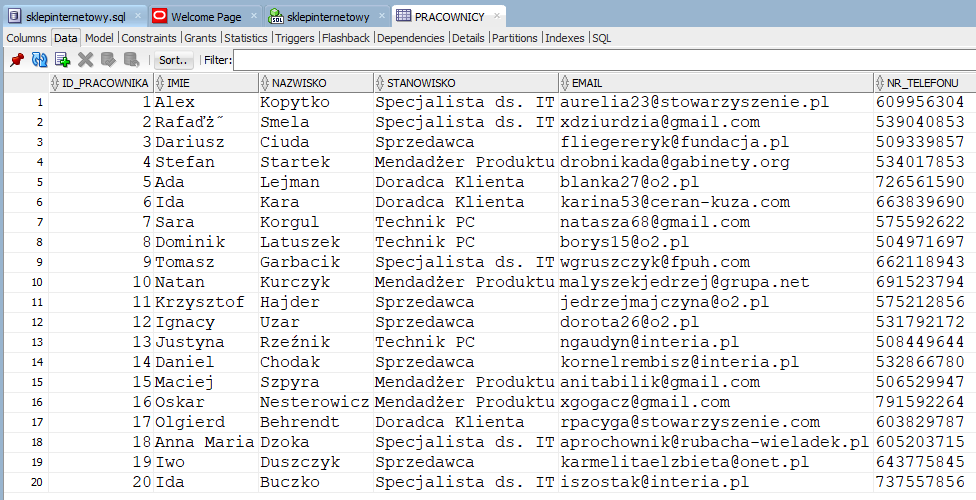 sklepinternetowy.sql Welcome Page sklepinternetowy PRACOWNICY
Columns Data Model Constraints Grants Statistics Triggers Flashback Dependencies Details Partitions Indexes SQL
Sort.. Filter:
ID_PRACOWNIKA IMIE NAZWISKO STANOWISKO EMAIL NR_TELEFONU
1 1 Alex Kopytko Specjalista ds. IT aurelia23@stowarzyszenie.pl 609956304
2 2 Rafaďż˝ Smela Specjalista ds. IT xdziurdzia@gmail.com 539040853
3 3 Dariusz Ciuda Sprzedawca fliegereryk@fundacja.pl 509339857
4 4 Stefan Startek Mendadżer Produktu drobnikada@gabinety.org 534017853
5 5 Ada Lejman Doradca Klienta blanka27@o2.pl 726561590
6 6 Ida Kara Doradca Klienta karina53@ceran-kuza.com 663839690
7 7 Sara Korgul Technik PC natasza68@gmail.com 575592622
8 8 Dominik Latuszek Technik PC borys15@o2.pl 504971697
9 9 Tomasz Garbacik Specjalista ds. IT wgruszczyk@fpuh.com 662118943
10 10 Natan Kurczyk Mendadżer Produktu malyszekjedrzej@grupa.net 691523794
11 11 Krzysztof Hajder Sprzedawca jedrzejmajczyna@o2.pl 575212856
12 12 Ignacy Uzar Sprzedawca dorota26@o2.pl 531792172
13 13 Justyna Rzeźnik Technik PC ngaudyn@interia.pl 508449644
14 14 Daniel Chodak Sprzedawca kornelrembisz@interia.pl 532866780
15 15 Maciej Szpyra Mendadżer Produktu anitabilik@gmail.com 506529947
16 16 Oskar Nesterowicz Mendadżer Produktu xgogacz@gmail.com 791592264
17 17 Olgierd Behrendt Doradca Klienta rpacyga@stowarzyszenie.com 603829787
18 18 Anna Maria Dzoka Specjalista ds. IT aprochownik@rubacha-wieladek.pl 605203715
19 19 Iwo Duszczyk Sprzedawca karmelitaelzbieta@onet.pl 643775845
20 20 Ida Buczko Specjalista ds. IT iszostak@interia.pl 737557856